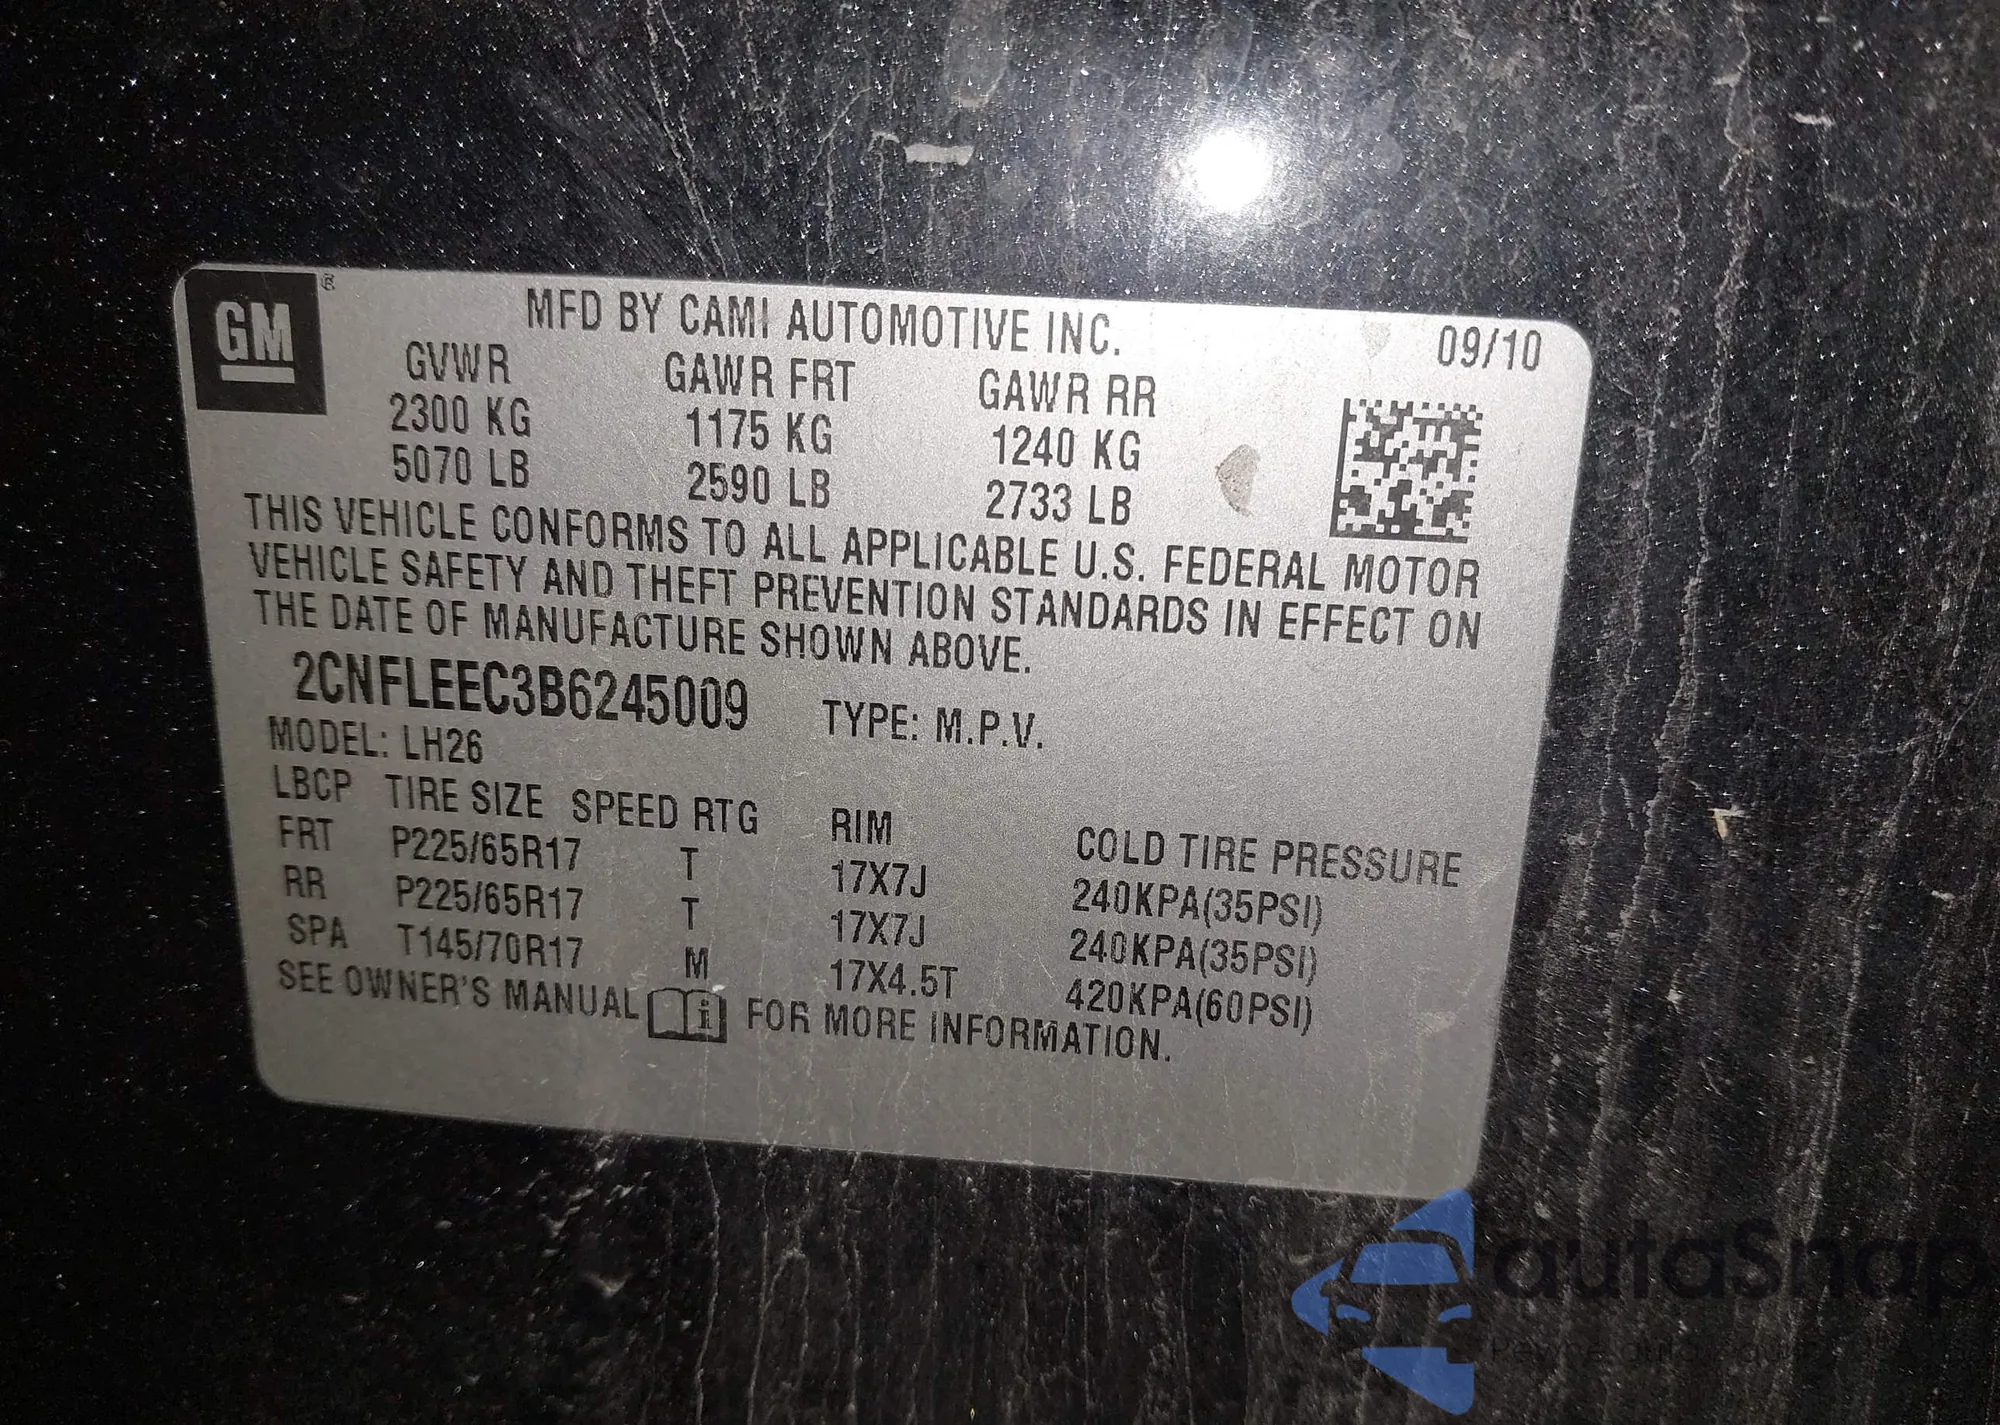 GM ®
MFD BY CAMI AUTOMOTIVE INC. 09/10
GVWR GAWR FRT GAWR RR
2300 KG 1175 KG 1240 KG
5070 LB 2590 LB 2733 LB
THIS VEHICLE CONFORMS TO ALL APPLICABLE U.S. FEDERAL MOTOR
VEHICLE SAFETY AND THEFT PREVENTION STANDARDS IN EFFECT ON
THE DATE OF MANUFACTURE SHOWN ABOVE.
2CNFLEEC3B6245009 TYPE: M.P.V.
MODEL: LH26
LBCP TIRE SIZE SPEED RTG RIM COLD TIRE PRESSURE
FRT P225/65R17 T 17X7J 240KPA(35PSI)
RR P225/65R17 T 17X7J 240KPA(35PSI)
SPA T145/70R17 M 17X4.5T 420KPA(60PSI)
SEE OWNER'S MANUAL i FOR MORE INFORMATION.
autaSnap